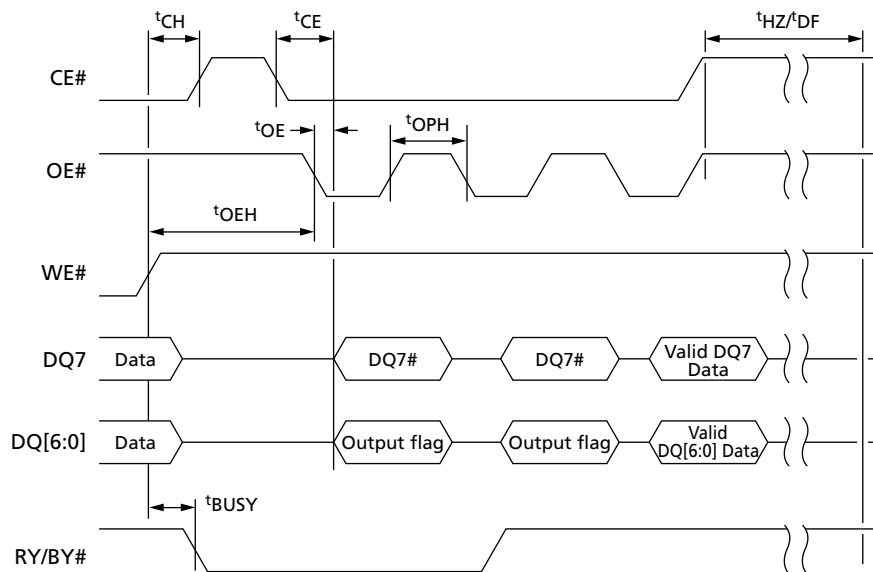 tCH tCE tHZ/tDF
CE#
tOE tOPH
OE#
tOEH
WE#
DQ7 Data DQ7# DQ7# Valid DQ7
Data
DQ[6:0] Data Output flag Output flag Valid
DQ[6:0] Data
tBUSY
RY/BY#